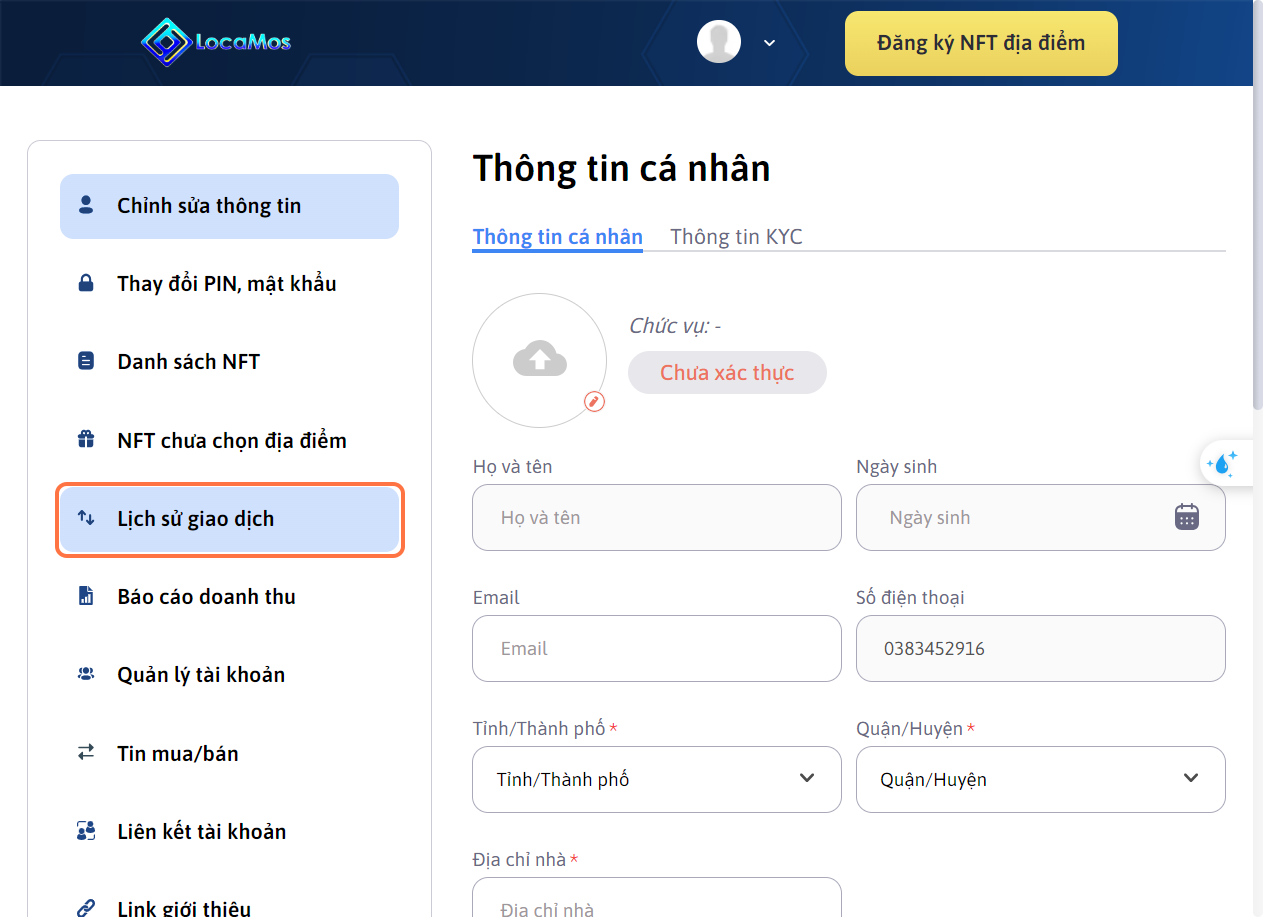 LocaMos
Đăng ký NFT địa điểm
Chỉnh sửa thông tin
Thay đổi PIN, mật khẩu
Danh sách NFT
NFT chưa chọn địa điểm
Lịch sử giao dịch
Báo cáo doanh thu
Quản lý tài khoản
Tin mua/bán
Liên kết tài khoản
Link giới thiệu
Thông tin cá nhân
Thông tin cá nhân Thông tin KYC
Chức vụ: -
Chưa xác thực
Họ và tên Ngày sinh
Họ và tên Ngày sinh
Email Số điện thoại
Email 0383452916
Tỉnh/Thành phố * Quận/Huyện *
Tỉnh/Thành phố Quận/Huyện
Địa chỉ nhà *
Địa chỉ nhà